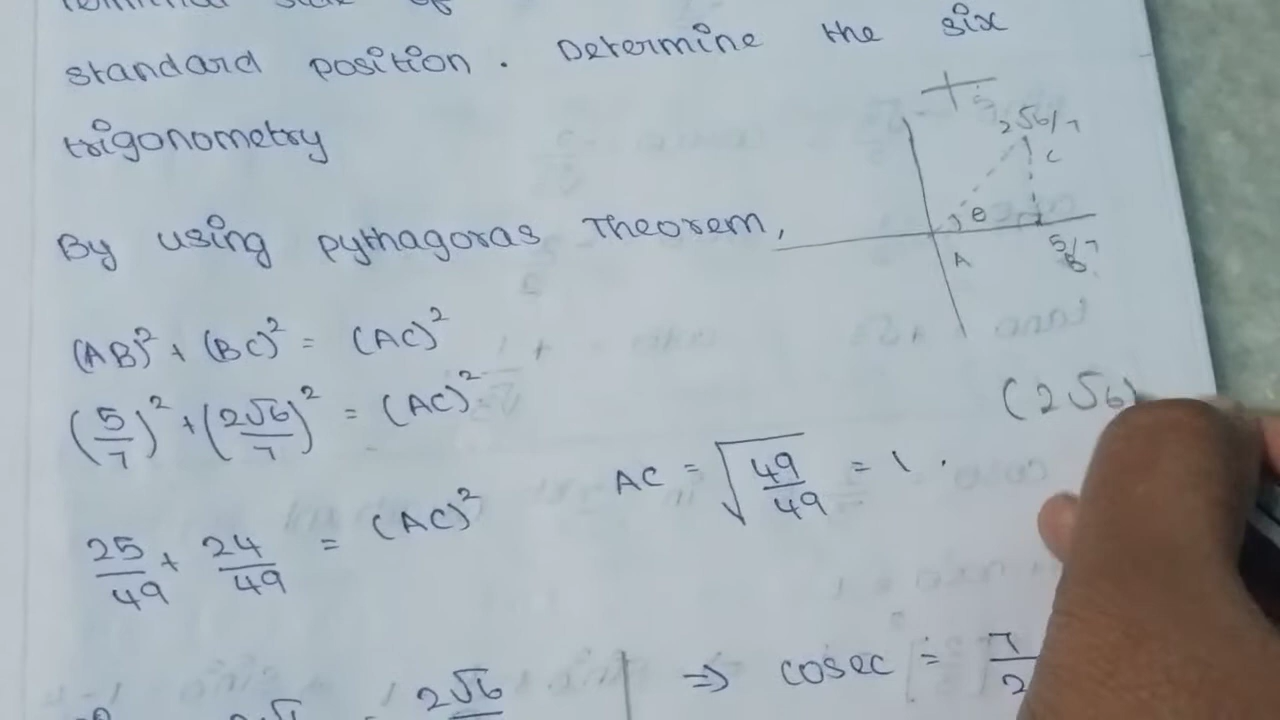 standard position. Determine the six
trigonometry
2√6/7
C
θ
A
5/7
B
By using pythagoras Theorem,
(AB)² + (BC)² = (AC)²
(5/7)² + (2√6/7)² = (AC)²
(2√6)
AC = √49/49 = 1.
25/49 + 24/49 = (AC)²
2√6
⇒ cosec = 7/2